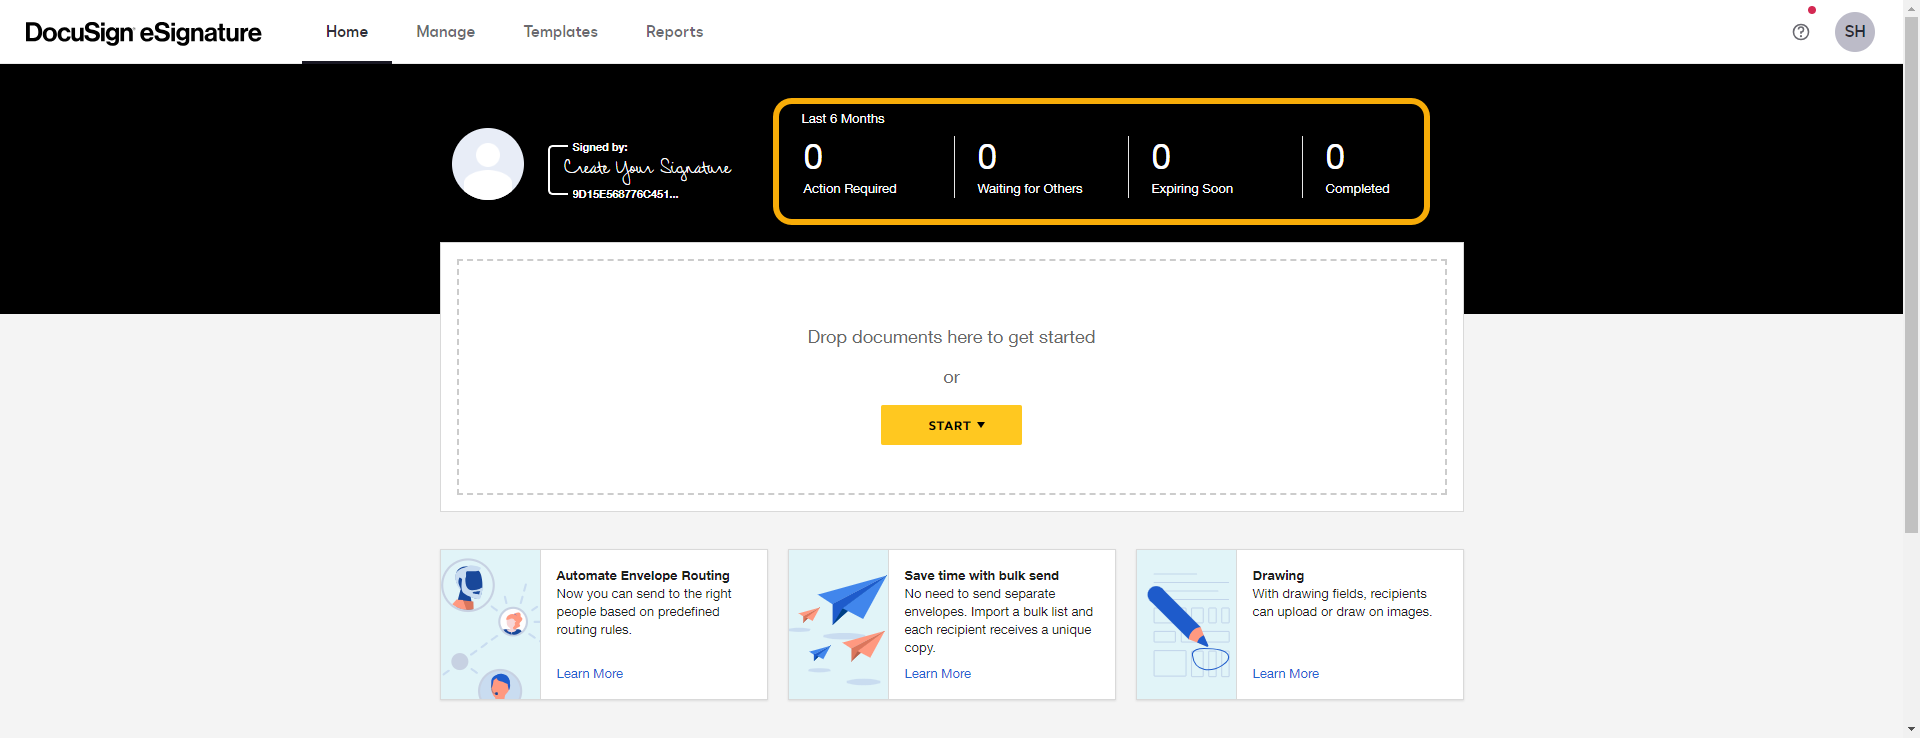 DocuSign eSignature
Home
Manage
Templates
Reports
SH
Signed by:
Create Your Signature
9D15E568776C451...
Last 6 Months
0
Action Required
0
Waiting for Others
0
Expiring Soon
0
Completed
Drop documents here to get started
or
START
Automate Envelope Routing
Now you can send to the right
people based on predefined
routing rules.
Learn More
Save time with bulk send
No need to send separate
envelopes. Import a bulk list and
each recipient receives a unique
copy.
Learn More
Drawing
With drawing fields, recipients
can upload or draw on images.
Learn More